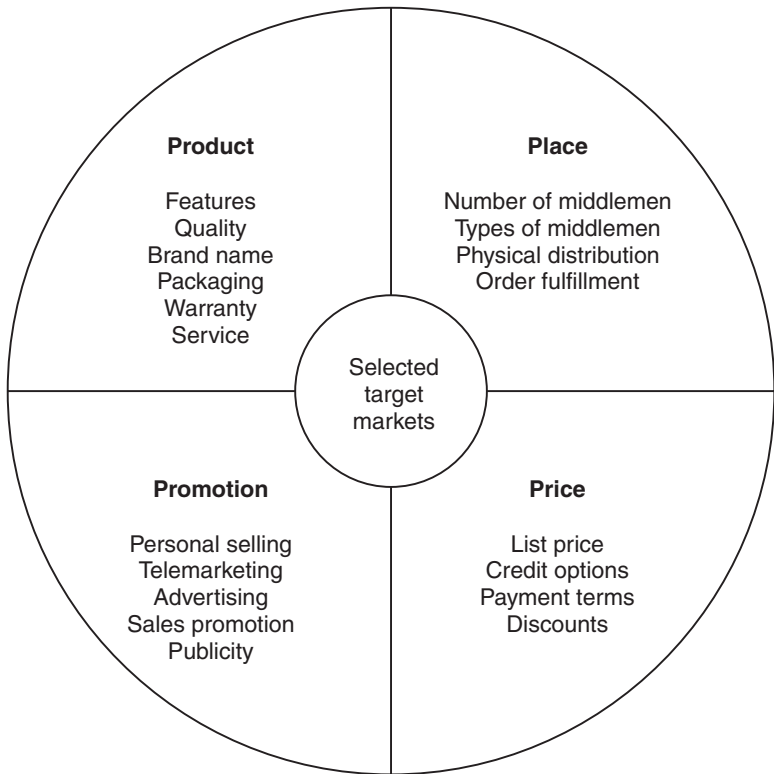 Product
Features
Quality
Brand name
Packaging
Warranty
Service
Place
Number of middlemen
Types of middlemen
Physical distribution
Order fulfillment
Selected
target
markets
Promotion
Personal selling
Telemarketing
Advertising
Sales promotion
Publicity
Price
List price
Credit options
Payment terms
Discounts